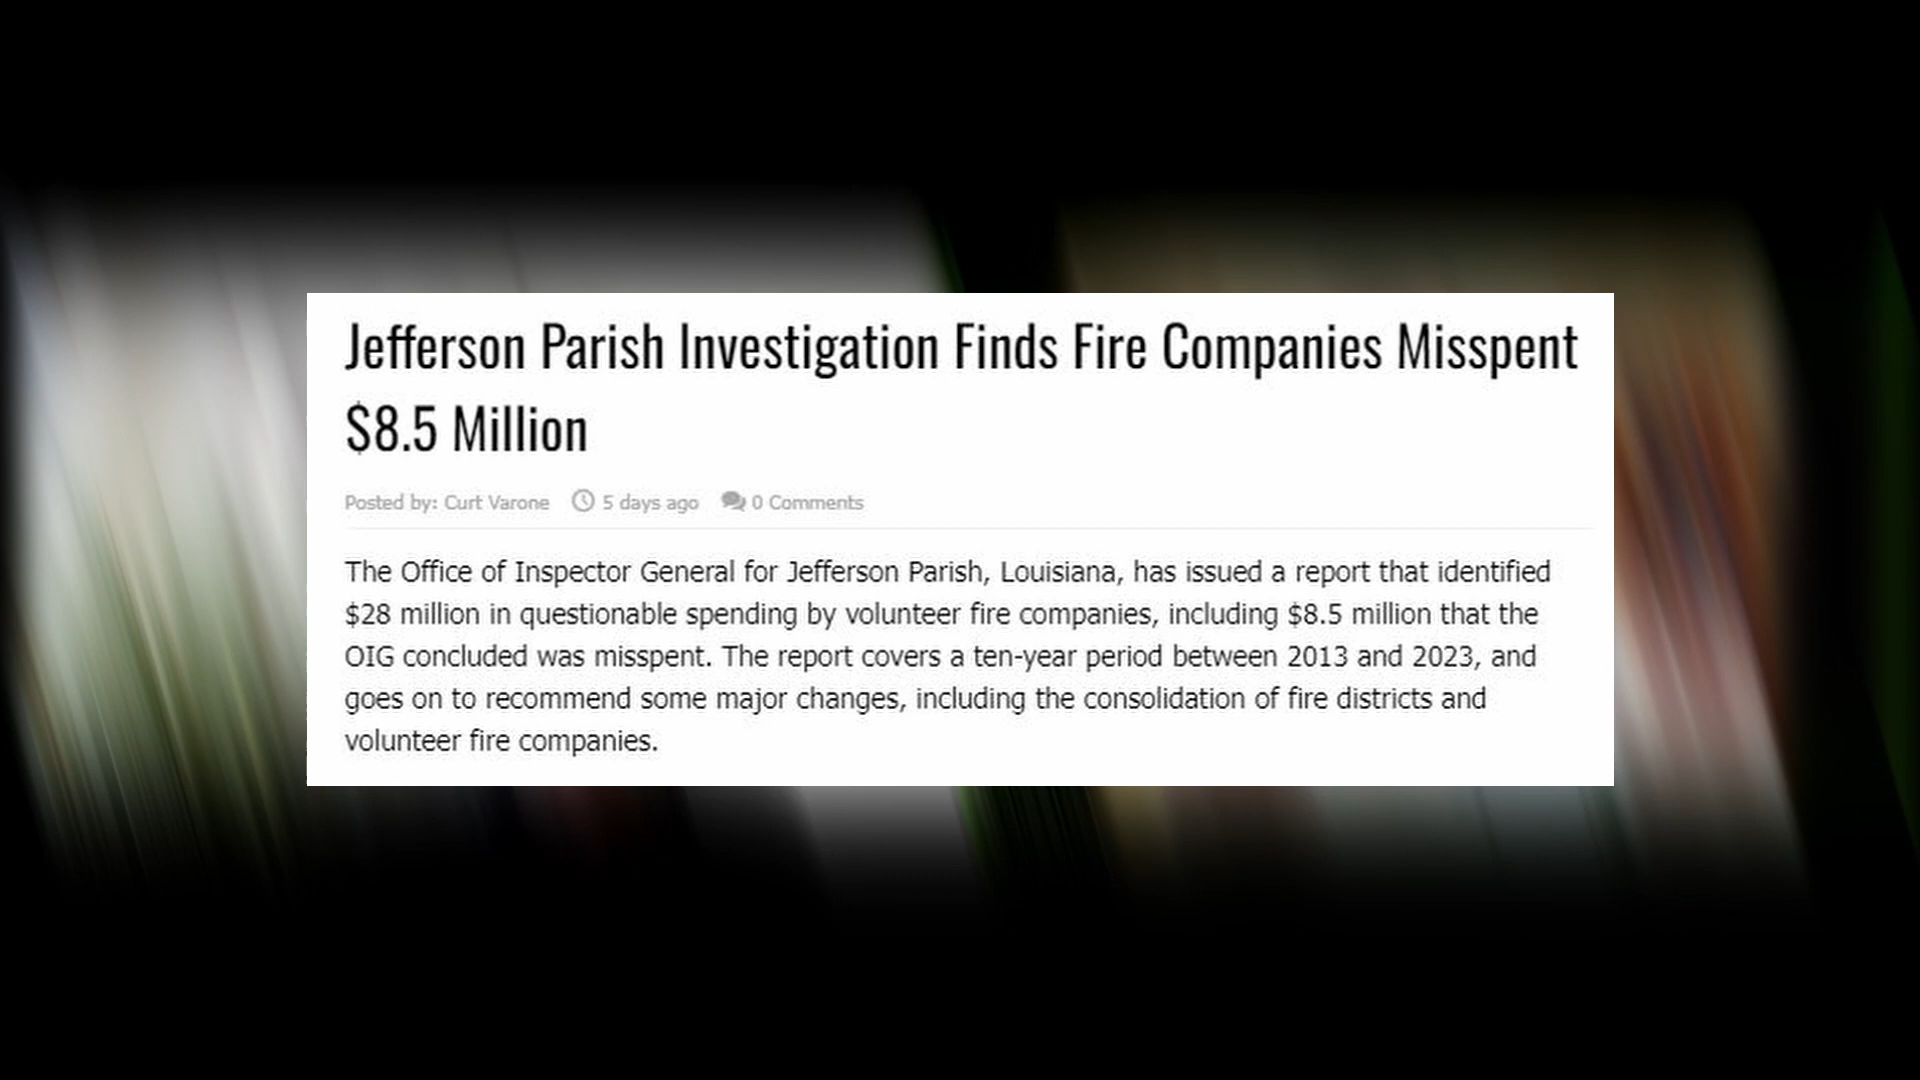 Jefferson Parish Investigation Finds Fire Companies Misspent
$8.5 Million
Posted by: Curt Varone 5 days ago 0 Comments
The Office of Inspector General for Jefferson Parish, Louisiana, has issued a report that identified
$28 million in questionable spending by volunteer fire companies, including $8.5 million that the
OIG concluded was misspent. The report covers a ten-year period between 2013 and 2023, and
goes on to recommend some major changes, including the consolidation of fire districts and
volunteer fire companies.